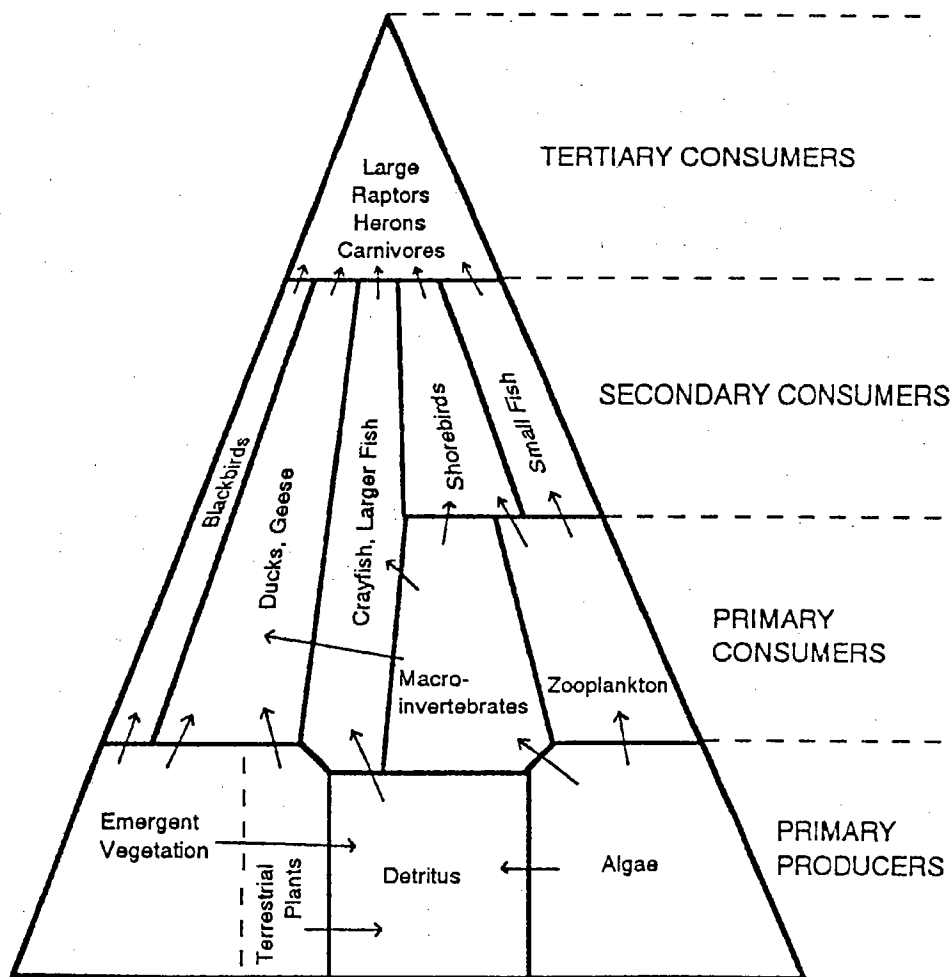 Large
Raptors
Herons
Carnivores
TERTIARY CONSUMERS
Blackbirds
Ducks, Geese
Crayfish, Larger Fish
Shorebirds
Small Fish
SECONDARY CONSUMERS
Macro-
invertebrates
Zooplankton
PRIMARY
CONSUMERS
Emergent
Vegetation
Terrestrial
Plants
Detritus
Algae
PRIMARY
PRODUCERS